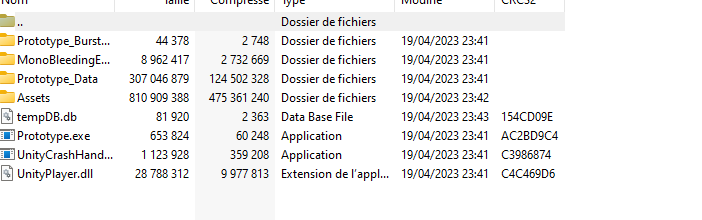 Taille Compressé Type Modifié CRC32
.. Dossier de fichiers
Prototype_Burst... 44 378 2 748 Dossier de fichiers 19/04/2023 23:41
MonoBleedingE... 8 962 417 2 732 669 Dossier de fichiers 19/04/2023 23:41
Prototype_Data 307 046 879 124 502 328 Dossier de fichiers 19/04/2023 23:41
Assets 810 909 388 475 361 240 Dossier de fichiers 19/04/2023 23:42
tempDB.db 81 920 2 363 Data Base File 19/04/2023 23:43 154CD09E
Prototype.exe 653 824 60 248 Application 19/04/2023 23:41 AC2BD9C4
UnityCrashHand... 1 123 928 359 208 Application 19/04/2023 23:41 C3986874
UnityPlayer.dll 28 788 312 9 977 813 Extension de l'appl... 19/04/2023 23:41 C4C469D6